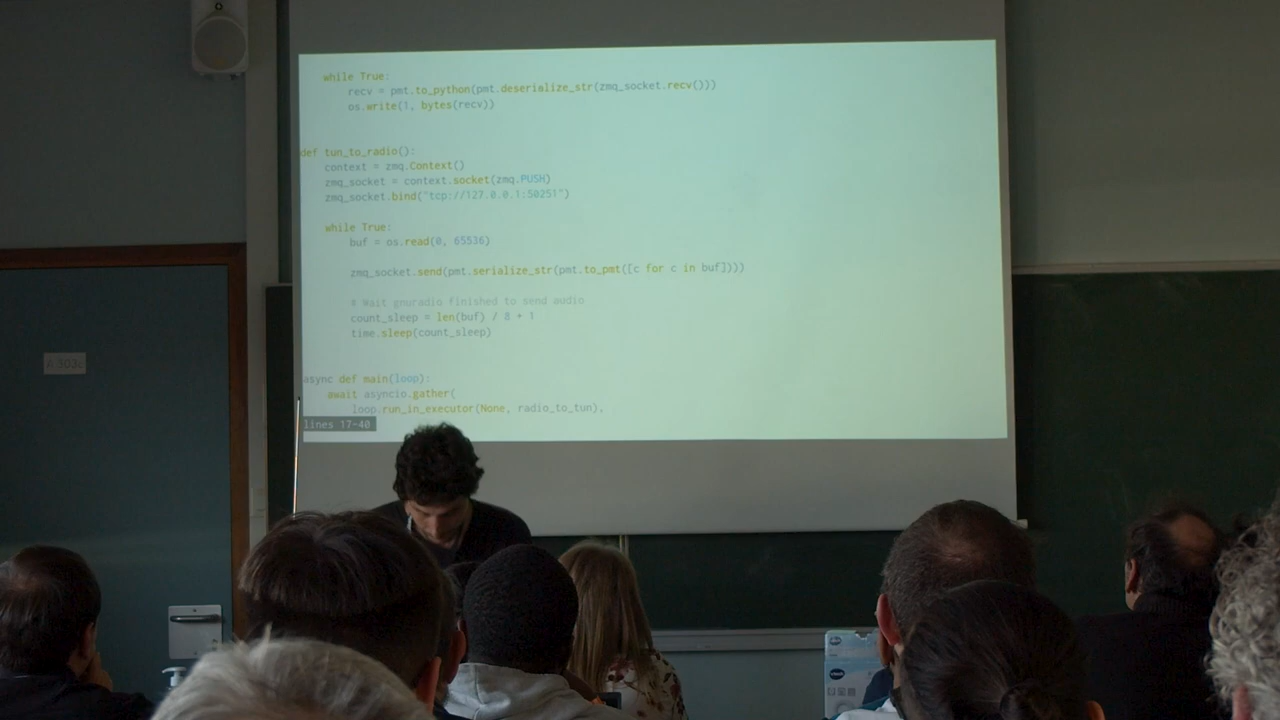 while True:
recv = pmt.to_python(pmt.deserialize_str(zmq_socket.recv()))
os.write(1, bytes(recv))
def tun_to_radio():
context = zmq.Context()
zmq_socket = context.socket(zmq.PUSH)
zmq_socket.bind("tcp://127.0.0.1:50251")
while True:
buf = os.read(0, 65536)
zmq_socket.send(pmt.serialize_str(pmt.to_pmt([c for c in buf])))
# Wait gnuradio finished to send audio
count_sleep = len(buf) / 8 + 1
time.sleep(count_sleep)
async def main(loop):
await asyncio.gather(
loop.run_in_executor(None, radio_to_tun),
lines 17-40